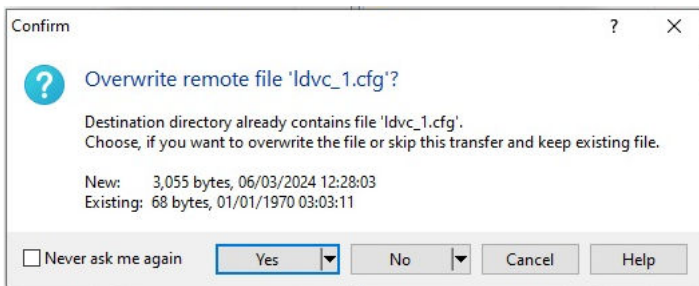 Confirm
?
Overwrite remote file 'ldvc_1.cfg'?
Destination directory already contains file 'ldvc_1.cfg'.
Choose, if you want to overwrite the file or skip this transfer and keep existing file.
New: 3,055 bytes, 06/03/2024 12:28:03
Existing: 68 bytes, 01/01/1970 03:03:11
Never ask me again Yes No Cancel Help